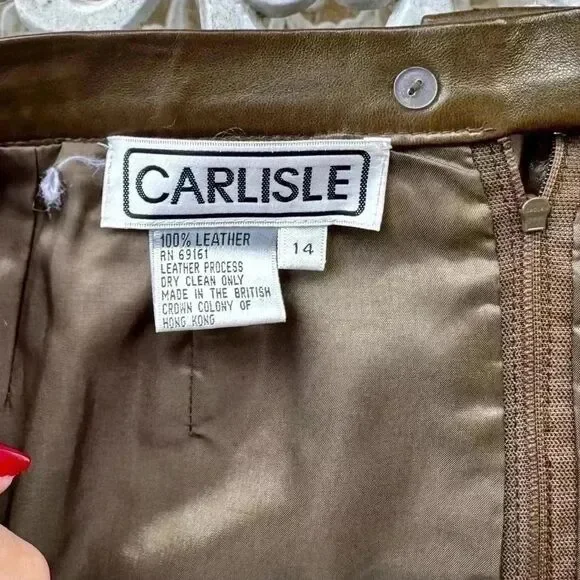 CARLISLE
100% LEATHER
RN 69161
LEATHER PROCESS
DRY CLEAN ONLY
MADE IN THE BRITISH
CROWN COLONY OF
HONG KONG
14